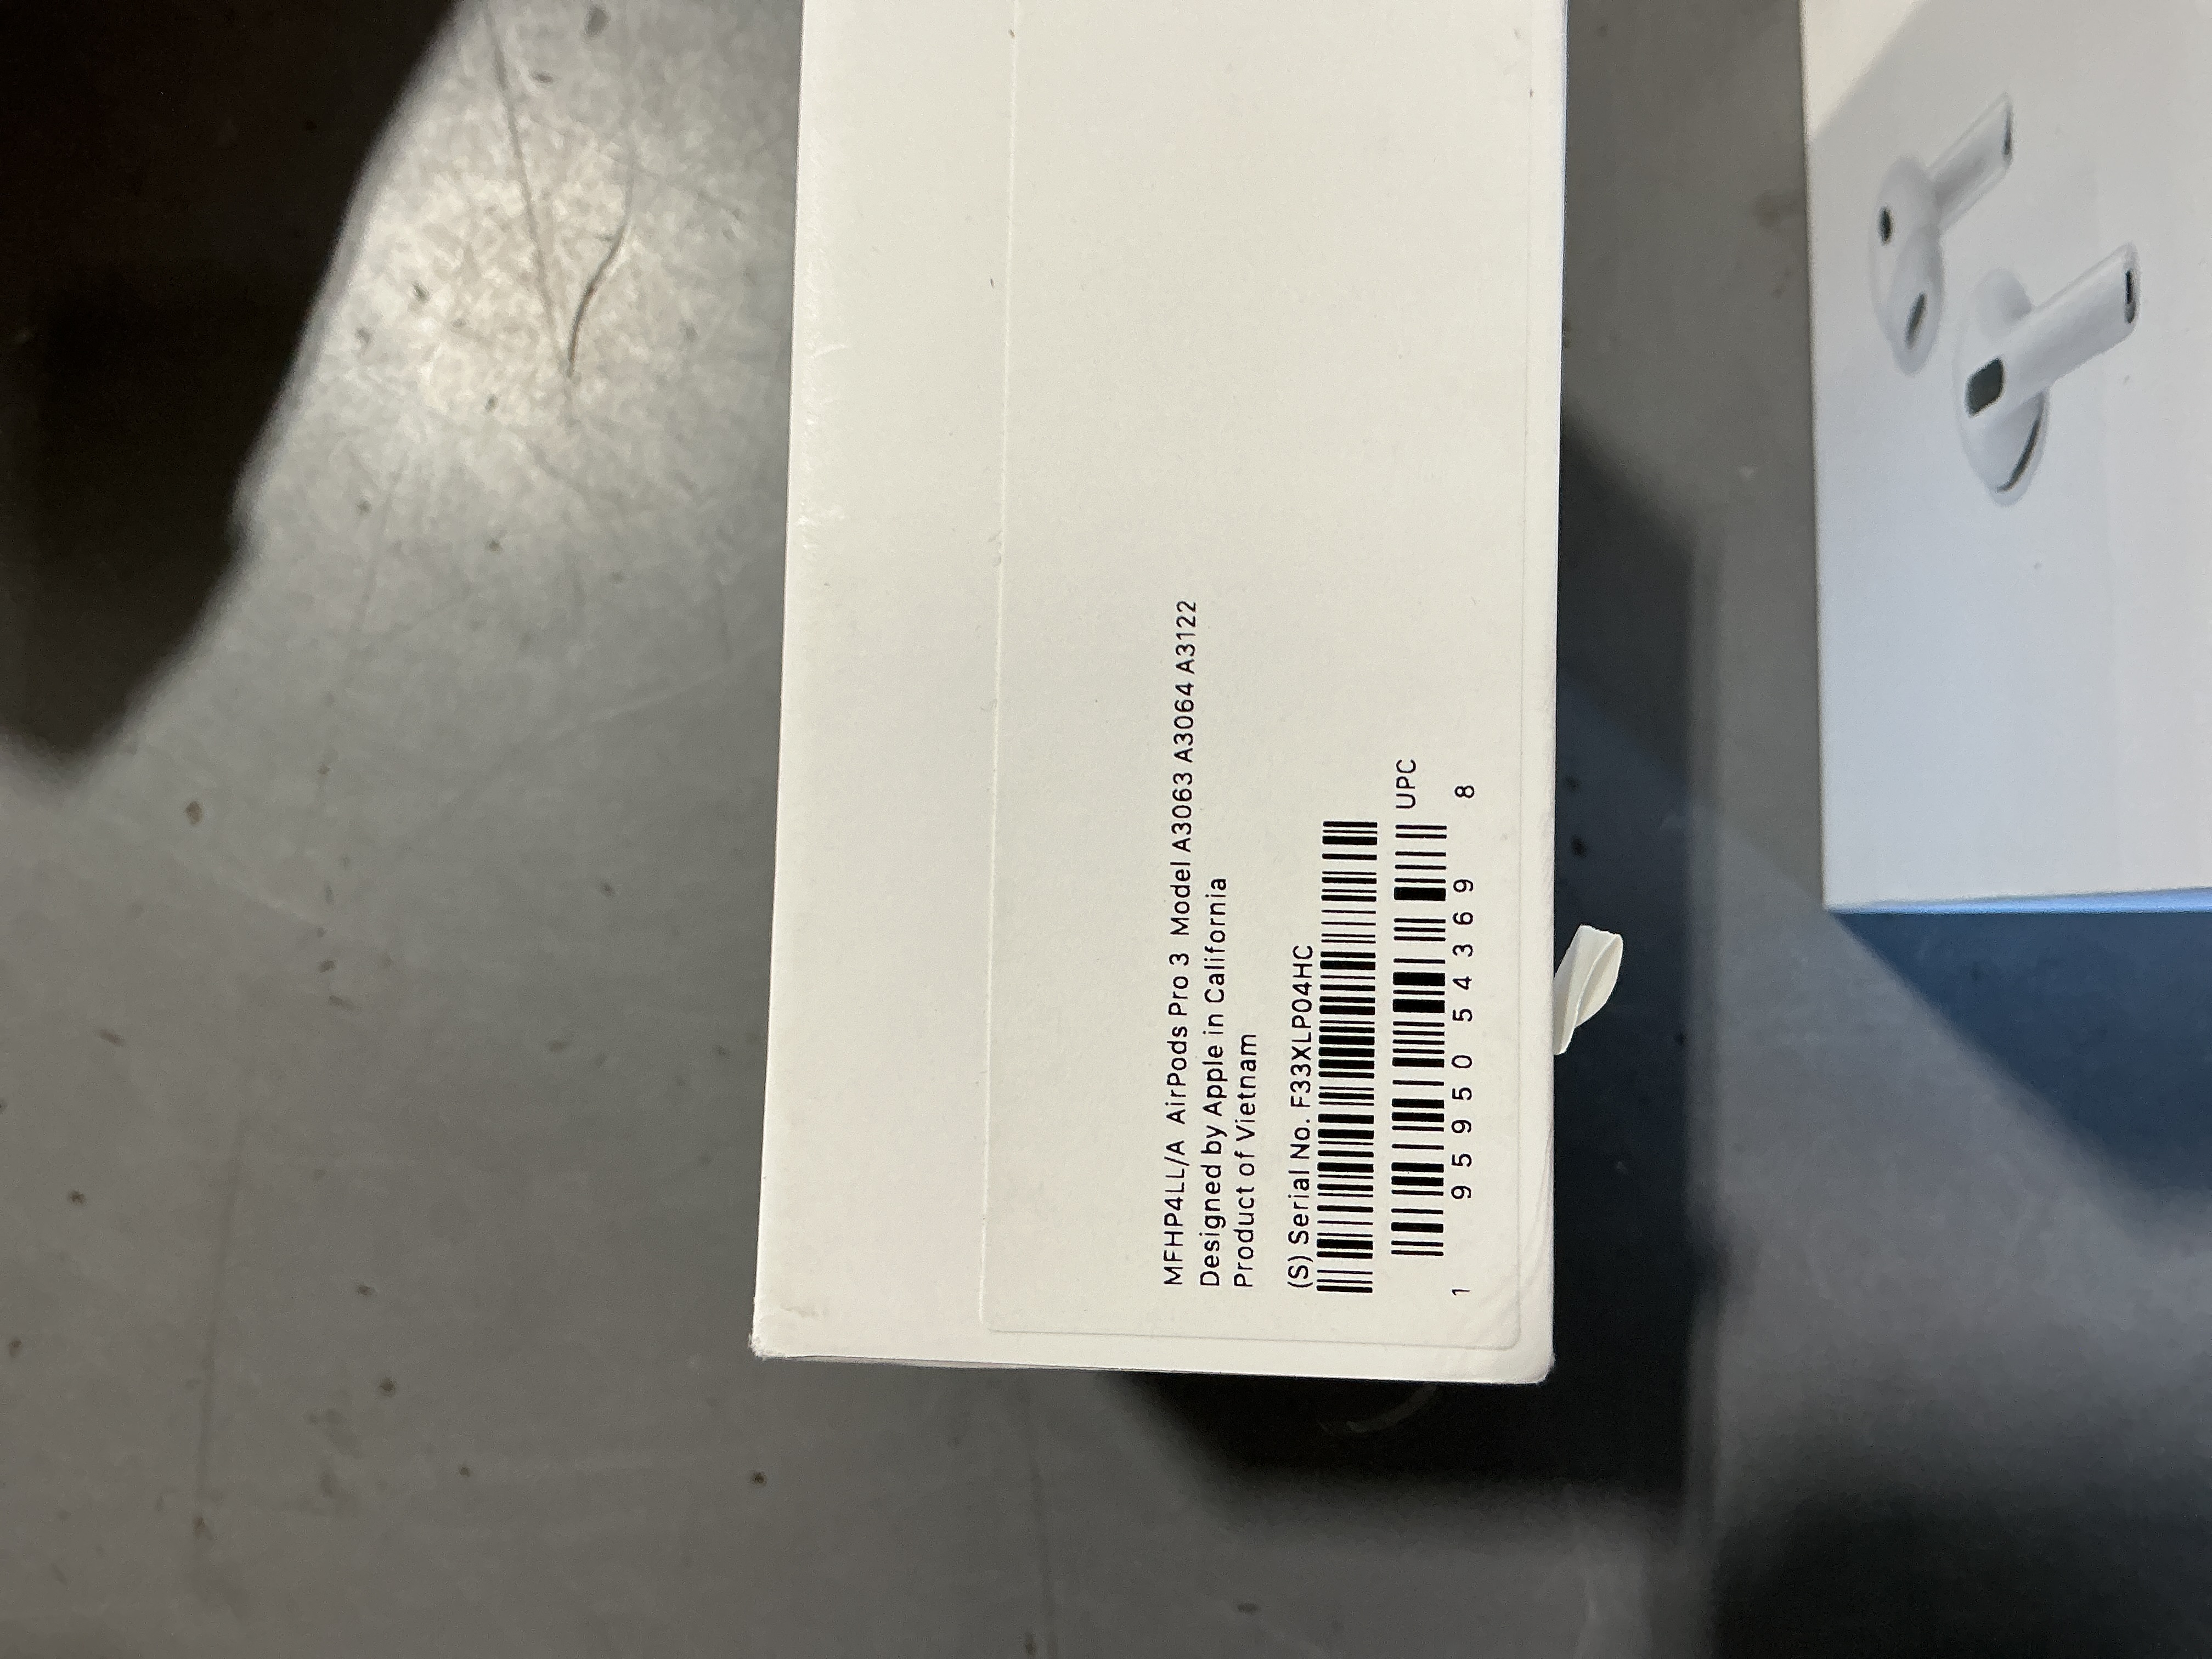 MFHP4LL/A AirPods Pro 3 Model A3063 A3064 A3122
Designed by Apple in California
Product of Vietnam
(S) Serial No. F33XLP04HC
UPC
1 95950 54369 8